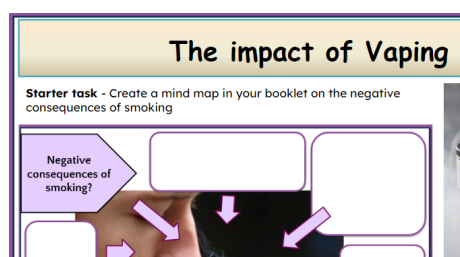 The impact of Vaping
Starter task - Create a mind map in your booklet on the negative
consequences of smoking
Negative
consequences of
smoking?